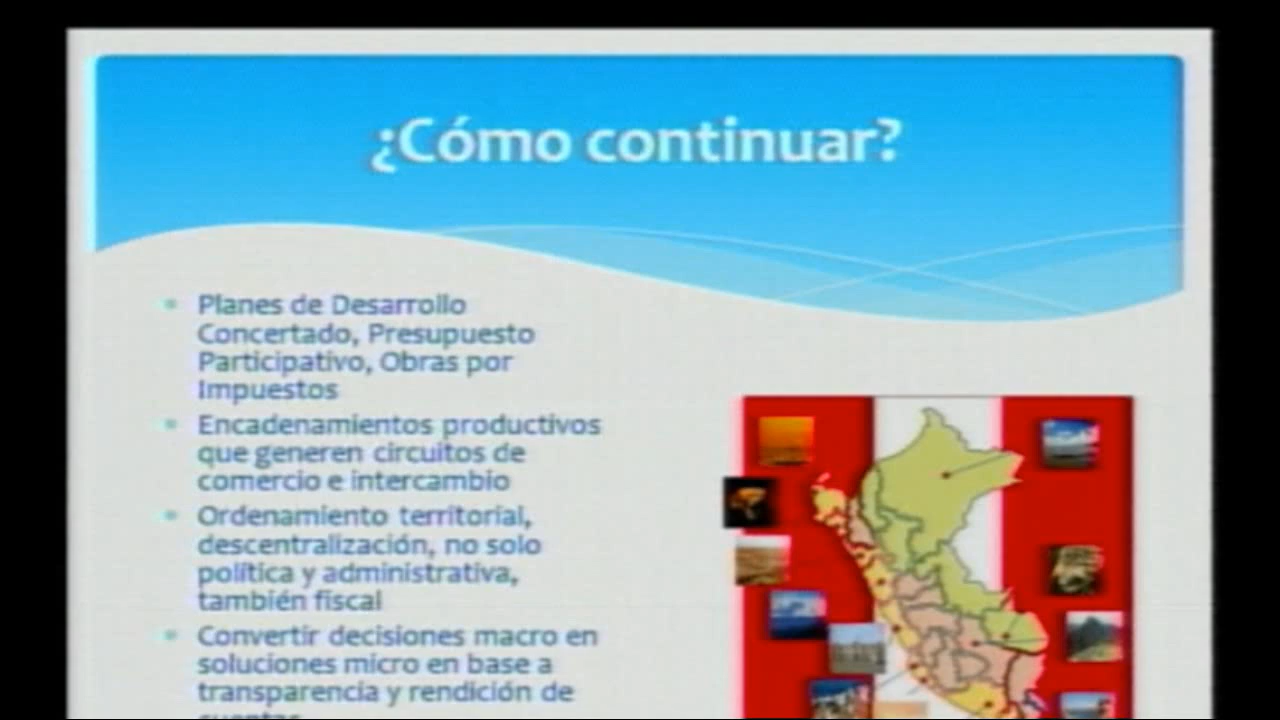 ¿Cómo continuar?
Planes de Desarrollo
Concertado, Presupuesto
Participativo, Obras por
Impuestos
Encadenamientos productivos
que generen circuitos de
comercio e intercambio
Ordenamiento territorial,
descentralización, no solo
política y administrativa,
también fiscal
Convertir decisiones macro en
soluciones micro en base a
transparencia y rendición de